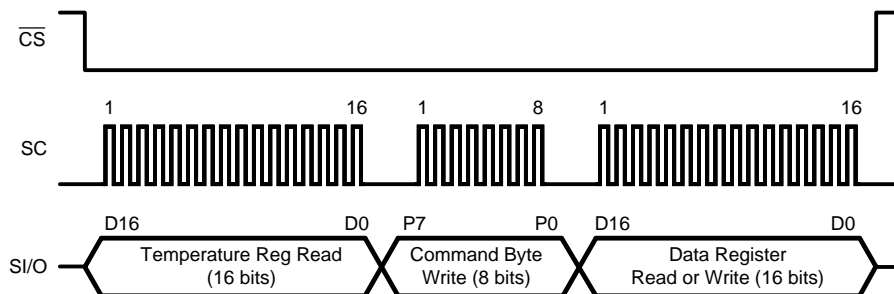 CS
1 16 1 8 1 16
SC
D16 D0 P7 P0 D16 D0
SI/O
Temperature Reg Read
(16 bits)
Command Byte
Write (8 bits)
Data Register
Read or Write (16 bits)